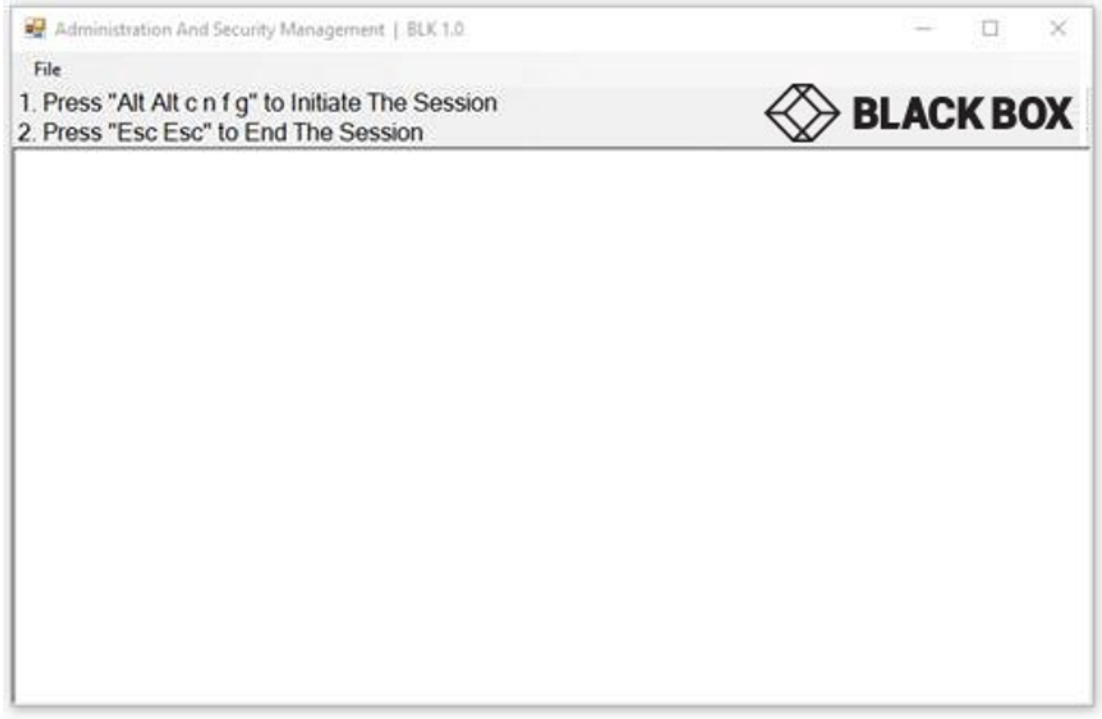 Administration And Security Management | BLK 1.0
File
1. Press "Alt Alt c n f g" to Initiate The Session
2. Press "Esc Esc" to End The Session
BLACK BOX